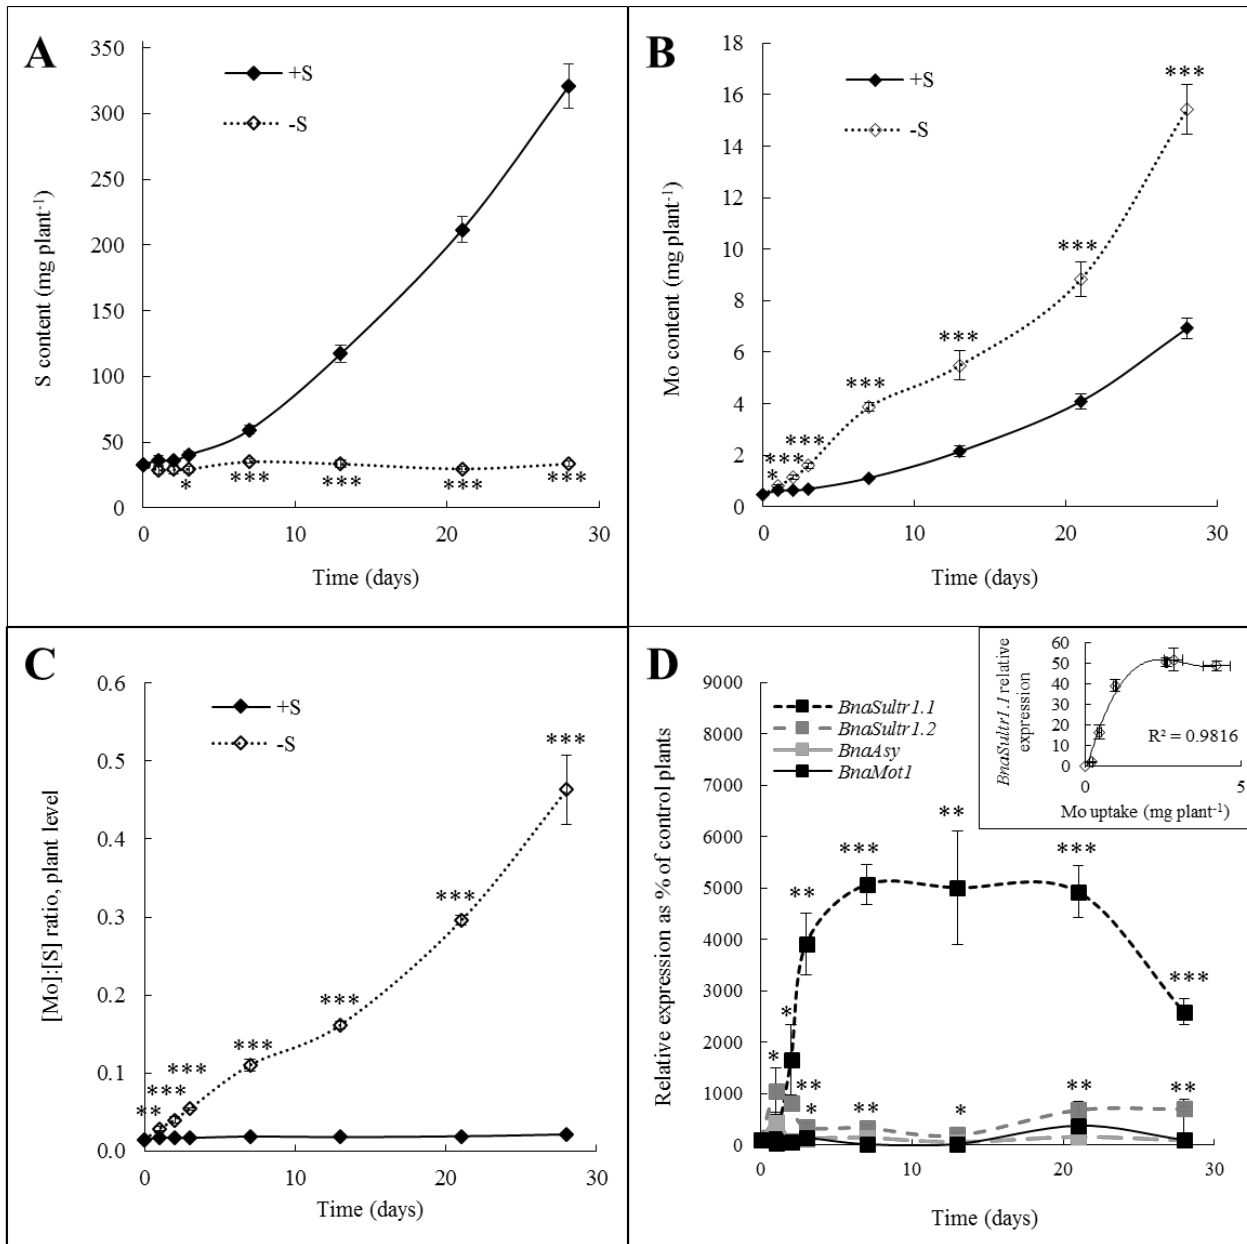 A
350
300
250
200
150
100
50
0
S content (mg plant⁻¹)
+S
-S
*
***
***
***
***
0 10 20 30
Time (days)
B
18
16
14
12
10
8
6
4
2
0
Mo content (mg plant⁻¹)
+S
-S
*
***
***
***
***
***
***
0 10 20 30
Time (days)
C
0.6
0.5
0.4
0.3
0.2
0.1
0.0
[Mo]:[S] ratio, plant level
+S
-S
**
***
***
***
***
***
***
0 10 20 30
Time (days)
D
9000
8000
7000
6000
5000
4000
3000
2000
1000
0
Relative expression as % of control plants
BnaSultr1.1
BnaSultr1.2
BnaAsy
BnaMot1
*
*
**
***
**
***
***
**
*
**
*
**
**
0 10 20 30
Time (days)
60
50
40
30
20
10
0
BnaSultr1.1 relative
expression
R² = 0.9816
0 5
Mo uptake (mg plant⁻¹)